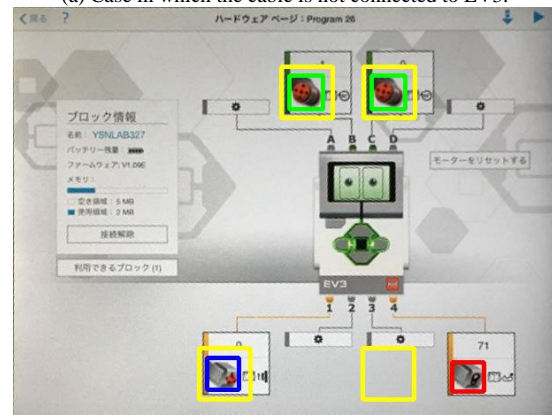 (a) Case in which the cable is not connected to EV3.
く戻る ?
ハードウェア ページ：Program 26
ブロック情報
名前： YSNLAB327
バッテリー残量：
ファームウェア: V1.09E
メモリ：
空き領域： 5 MB
使用領域： 2 MB
接続解除
利用できるブロック (1)
A B C D
0
モーターをリセットする
EV3
1 2 3 4
0
71